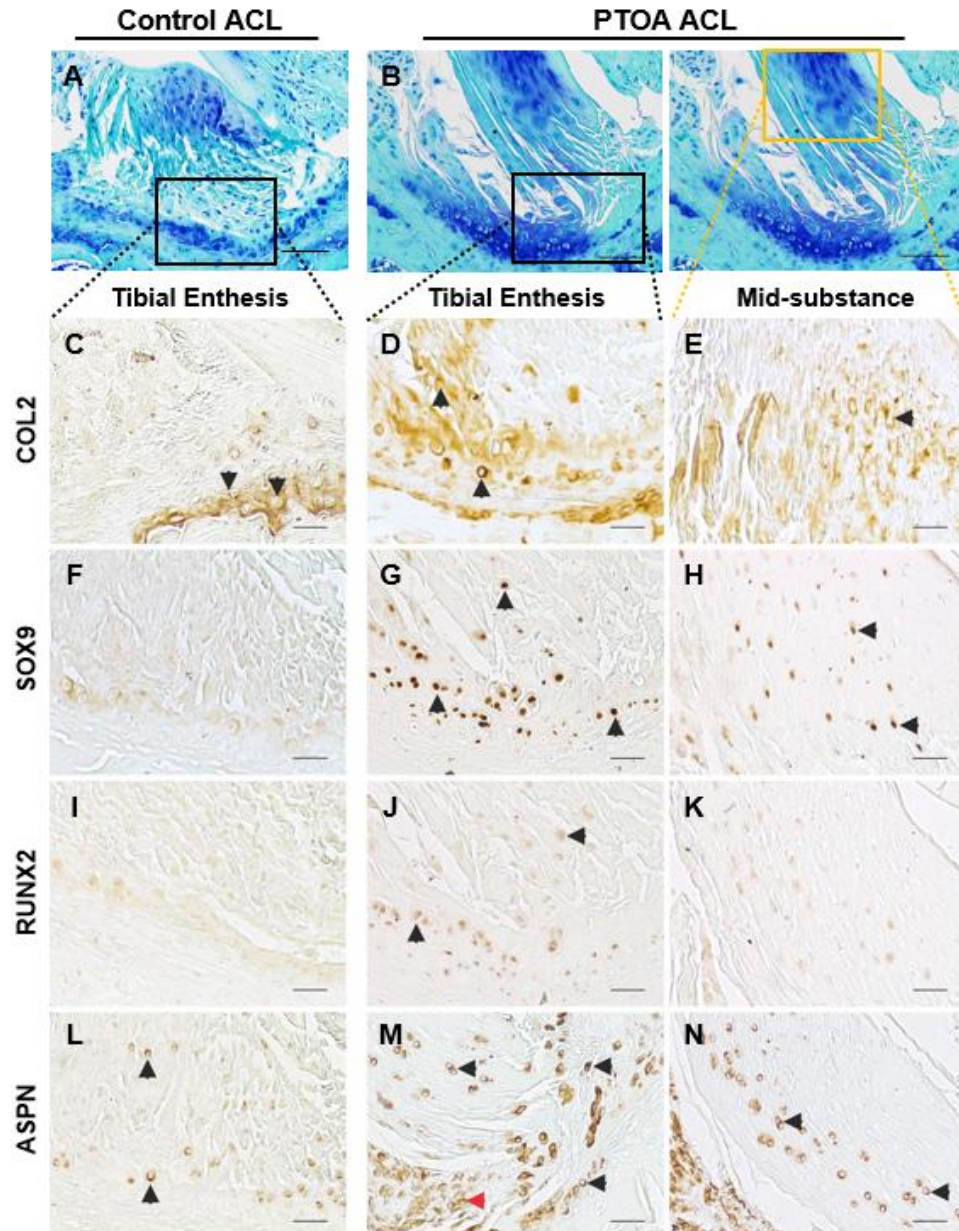 Control ACL PTOA ACL
A B
Tibial Enthesis Tibial Enthesis Mid-substance
COL2 C D E
SOX9 F G H
RUNX2 I J K
ASPN L M N